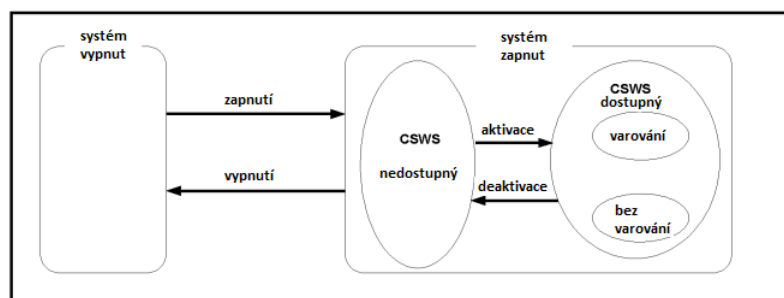 systém
vypnut
systém
zapnut
zapnutí
vypnutí
CSWS
nedostupný
aktivace
deaktivace
CSWS
dostupný
varování
bez
varování